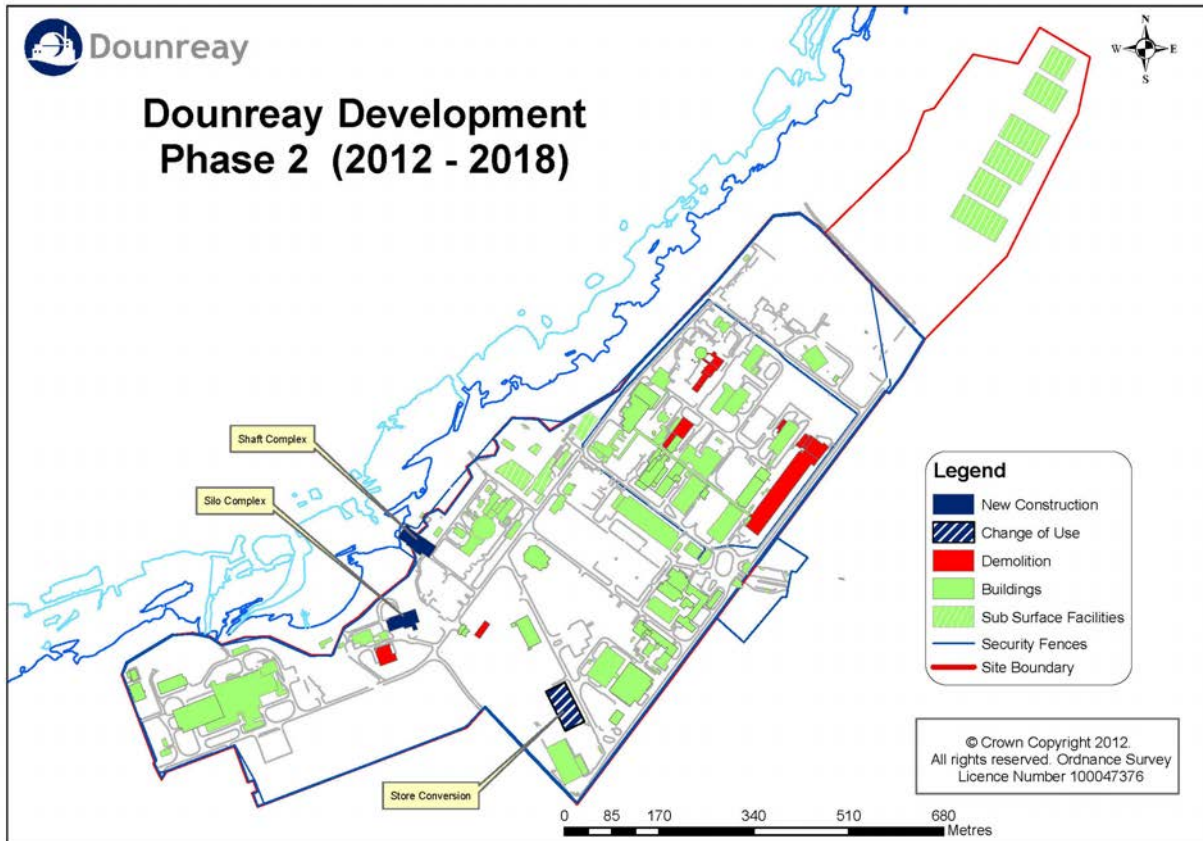 Dounreay
Dounreay Development
Phase 2 (2012 - 2018)
N
W E
S
Shaft Complex
Silo Complex
Store Conversion
Legend
New Construction
Change of Use
Demolition
Buildings
Sub Surface Facilities
Security Fences
Site Boundary
© Crown Copyright 2012.
All rights reserved. Ordnance Survey
Licence Number 100047376
0 85 170 340 510 680
Metres